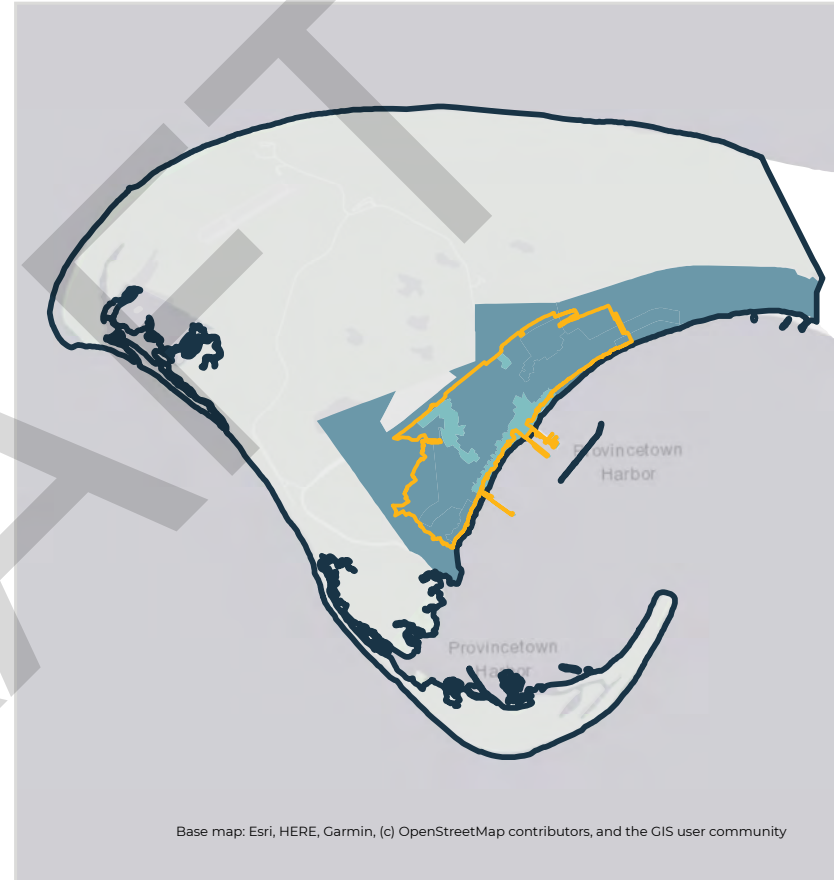 Provincetown
Harbor
Provincetown
Harbor
Base map: Esri, HERE, Garmin, (c) OpenStreetMap contributors, and the GIS user community